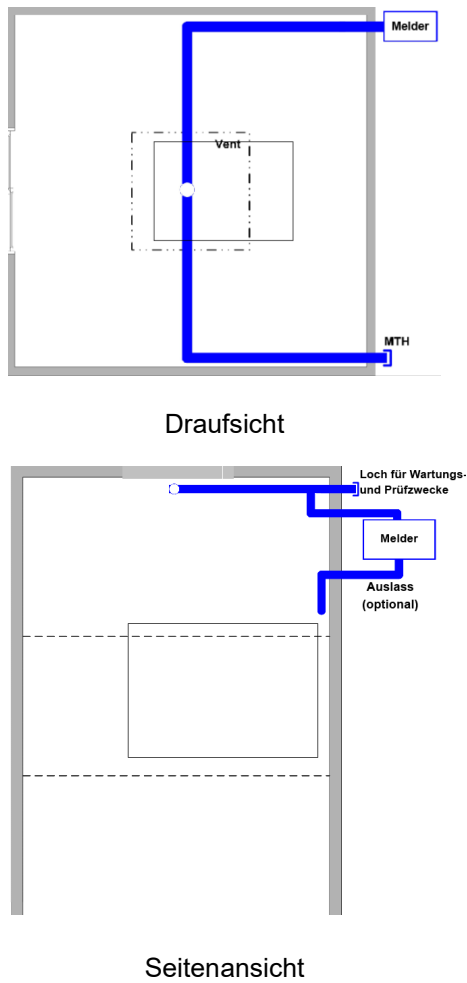 Melder
Vent
MTH
Draufsicht
Loch für Wartungs-
und Prüfzwecke
Melder
Auslass
(optional)
Seitenansicht